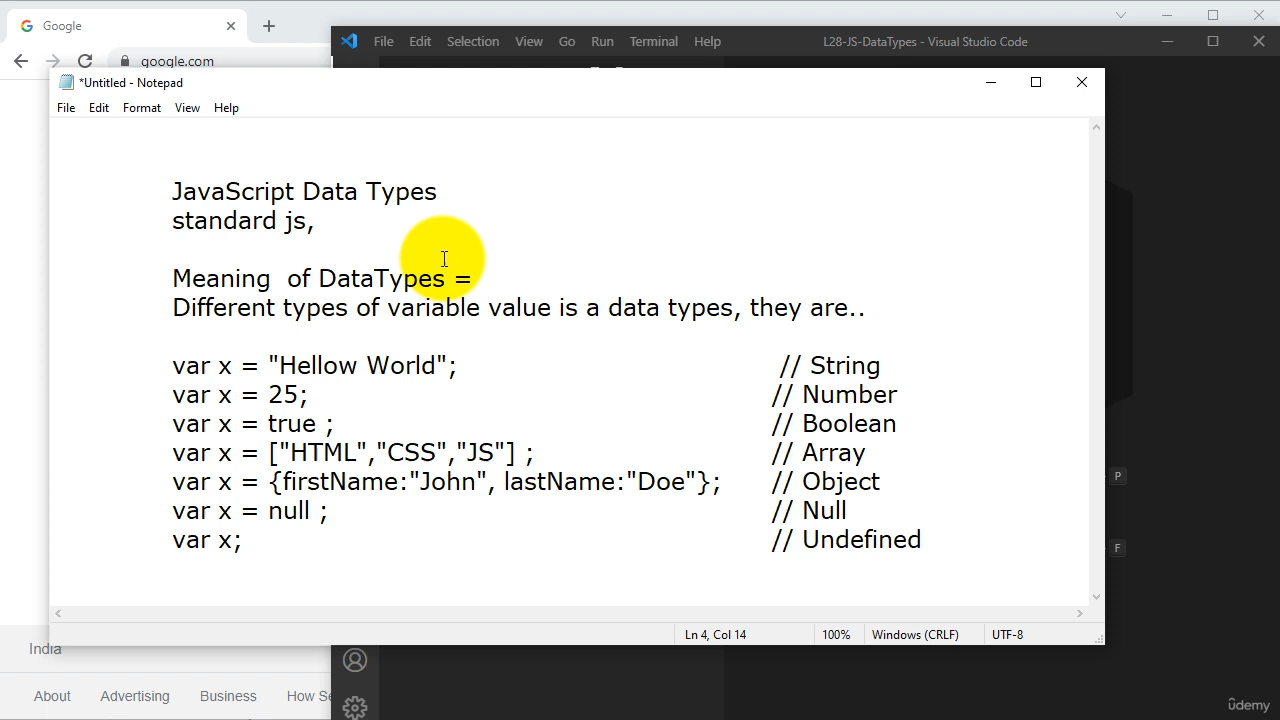 Google
google.com
File Edit Selection View Go Run Terminal Help
L28-JS-DataTypes - Visual Studio Code
*Untitled - Notepad
File Edit Format View Help
JavaScript Data Types
standard js,
Meaning  of DataTypes =
Different types of variable value is a data types, they are..
var x = "Hellow World"; // String
var x = 25; // Number
var x = true ; // Boolean
var x = ["HTML","CSS","JS"] ; // Array
var x = {firstName:"John", lastName:"Doe"}; // Object
var x = null ; // Null
var x; // Undefined
P
F
Ln 4, Col 14 100% Windows (CRLF) UTF-8
India
About Advertising Business How Se
ûdemy